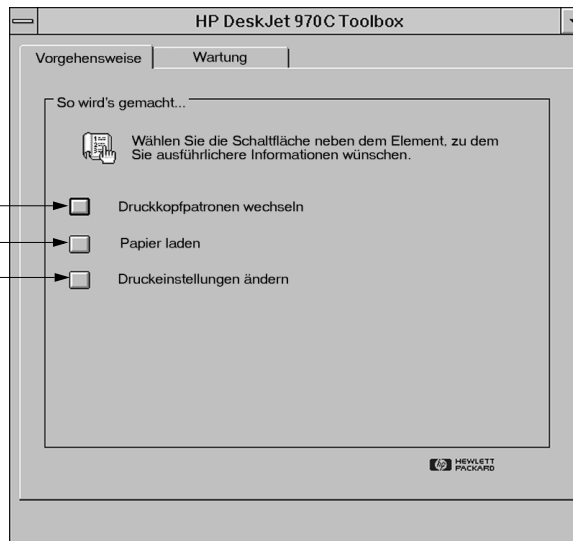 HP DeskJet 970C Toolbox
Vorgehensweise
Wartung
So wird's gemacht...
Wählen Sie die Schaltfläche neben dem Element, zu dem
Sie ausführlichere Informationen wünschen.
Druckkopfpatronen wechseln
Papier laden
Druckeinstellungen ändern
hp HEWLETT
PACKARD